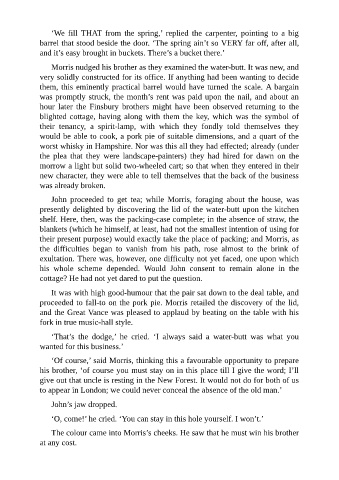 ‘We fill THAT from the spring,’ replied the carpenter, pointing to a big
barrel that stood beside the door. ‘The spring ain’t so VERY far off, after all,
and it’s easy brought in buckets. There’s a bucket there.’
Morris nudged his brother as they examined the water-butt. It was new, and
very solidly constructed for its office. If anything had been wanting to decide
them, this eminently practical barrel would have turned the scale. A bargain
was promptly struck, the month’s rent was paid upon the nail, and about an
hour later the Finsbury brothers might have been observed returning to the
blighted cottage, having along with them the key, which was the symbol of
their tenancy, a spirit-lamp, with which they fondly told themselves they
would be able to cook, a pork pie of suitable dimensions, and a quart of the
worst whisky in Hampshire. Nor was this all they had effected; already (under
the plea that they were landscape-painters) they had hired for dawn on the
morrow a light but solid two-wheeled cart; so that when they entered in their
new character, they were able to tell themselves that the back of the business
was already broken.
John proceeded to get tea; while Morris, foraging about the house, was
presently delighted by discovering the lid of the water-butt upon the kitchen
shelf. Here, then, was the packing-case complete; in the absence of straw, the
blankets (which he himself, at least, had not the smallest intention of using for
their present purpose) would exactly take the place of packing; and Morris, as
the difficulties began to vanish from his path, rose almost to the brink of
exultation. There was, however, one difficulty not yet faced, one upon which
his whole scheme depended. Would John consent to remain alone in the
cottage? He had not yet dared to put the question.
It was with high good-humour that the pair sat down to the deal table, and
proceeded to fall-to on the pork pie. Morris retailed the discovery of the lid,
and the Great Vance was pleased to applaud by beating on the table with his
fork in true music-hall style.
‘That’s the dodge,’ he cried. ‘I always said a water-butt was what you
wanted for this business.’
‘Of course,’ said Morris, thinking this a favourable opportunity to prepare
his brother, ‘of course you must stay on in this place till I give the word; I’ll
give out that uncle is resting in the New Forest. It would not do for both of us
to appear in London; we could never conceal the absence of the old man.’
John’s jaw dropped.
‘O, come!’ he cried. ‘You can stay in this hole yourself. I won’t.’
The colour came into Morris’s cheeks. He saw that he must win his brother
at any cost.